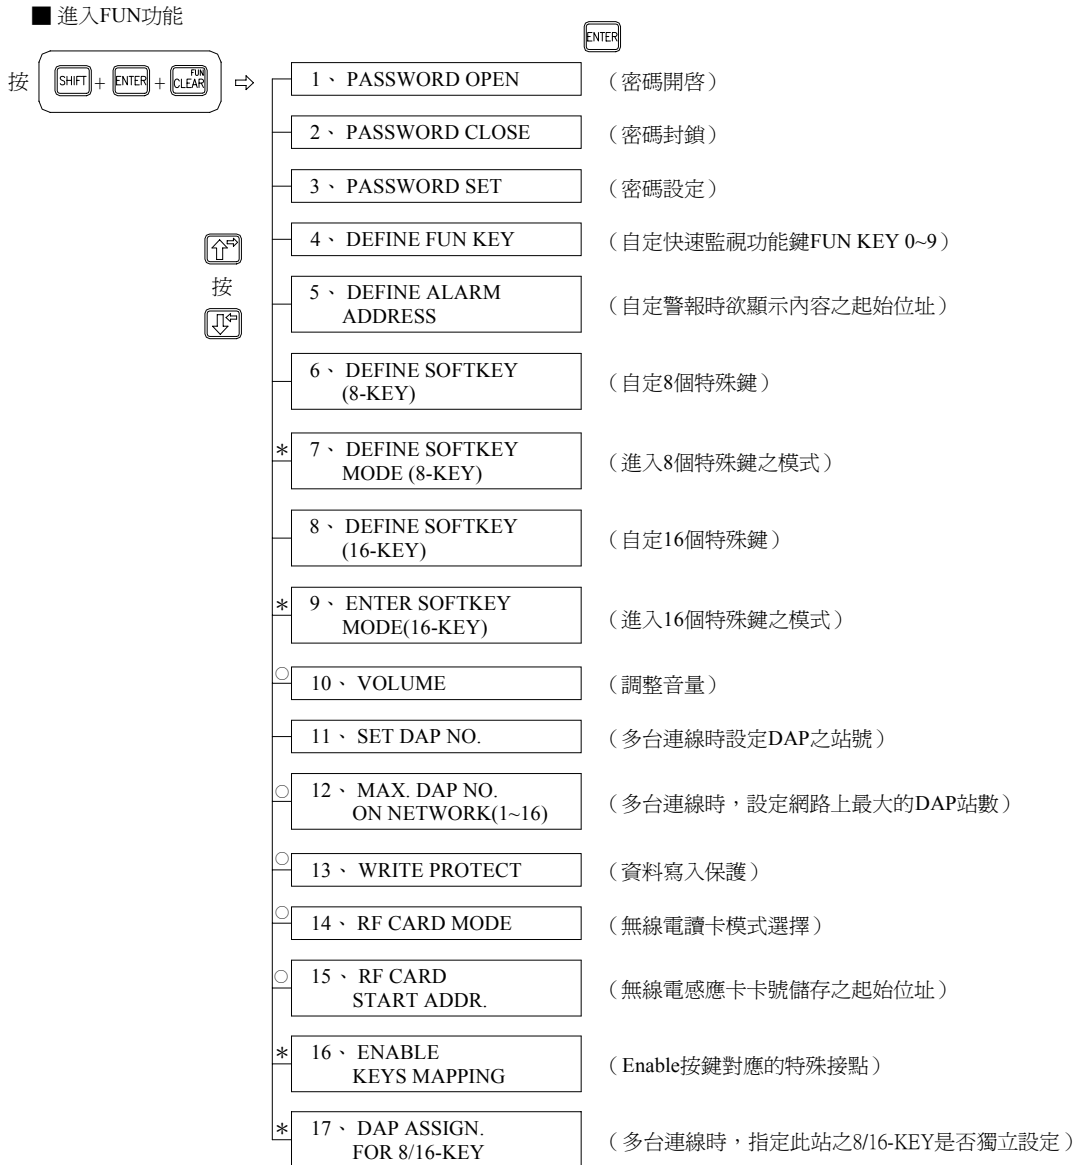 ■ 進入FUN功能
ENTER
按 SHIFT + ENTER + FUN CLEAR ⇨
1、 PASSWORD OPEN （密碼開啓）
2、 PASSWORD CLOSE （密碼封鎖）
3、 PASSWORD SET （密碼設定）
4、 DEFINE FUN KEY （自定快速監視功能鍵FUN KEY 0~9）
按
5、 DEFINE ALARM
ADDRESS
（自定警報時欲顯示內容之起始位址）
6、 DEFINE SOFTKEY
(8-KEY)
（自定8個特殊鍵）
* 7、 DEFINE SOFTKEY
MODE (8-KEY)
（進入8個特殊鍵之模式）
8、 DEFINE SOFTKEY
(16-KEY)
（自定16個特殊鍵）
* 9、 ENTER SOFTKEY
MODE(16-KEY)
（進入16個特殊鍵之模式）
○ 10、 VOLUME （調整音量）
11、 SET DAP NO. （多台連線時設定DAP之站號）
○ 12、 MAX. DAP NO.
ON NETWORK(1~16)
（多台連線時，設定網路上最大的DAP站數）
○ 13、 WRITE PROTECT （資料寫入保護）
○ 14、 RF CARD MODE （無線電讀卡模式選擇）
○ 15、 RF CARD
START ADDR.
（無線電感應卡卡號儲存之起始位址）
* 16、 ENABLE
KEYS MAPPING
（Enable按鍵對應的特殊接點）
* 17、 DAP ASSIGN.
FOR 8/16-KEY
（多台連線時，指定此站之8/16-KEY是否獨立設定）